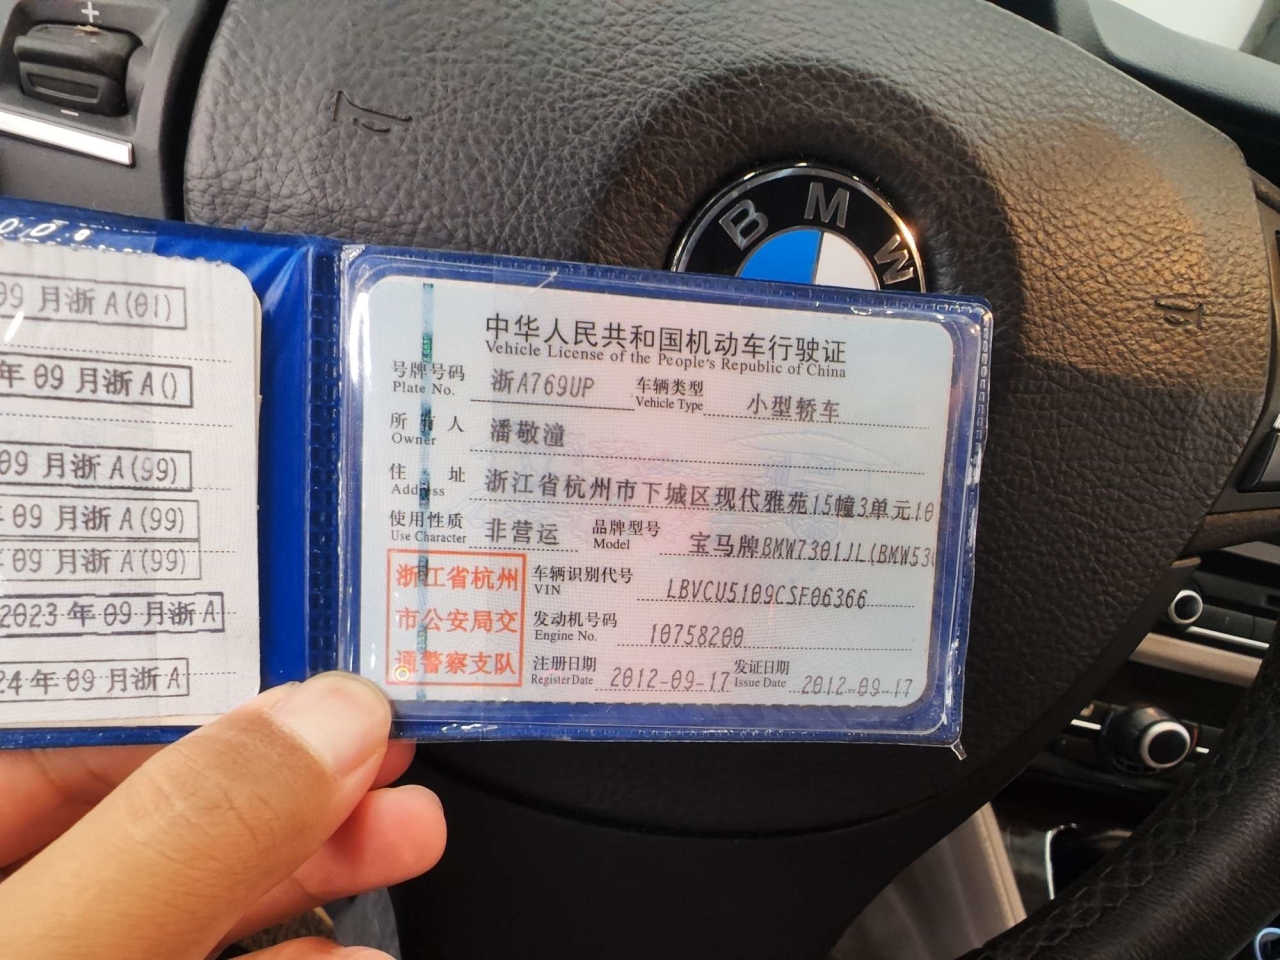 +
-
BMW
09月浙A(01)
年09月浙A()
09月浙A(99)
09月浙A(99)
09月浙A(99)
2023年09月浙A
24年09月浙A
中华人民共和国机动车行驶证
Vehicle License of the People's Republic of China
号牌号码 浙A769UP 车辆类型 小型轿车
Plate No. Vehicle Type
所有人 潘敬潼
Owner
住址 浙江省杭州市下城区现代雅苑15幢3单元10
Address
使用性质 非营运 品牌型号 宝马牌BMW7301JL(BMW53
Use Character Model
浙江省杭州
市公安局交
通警察支队
车辆识别代号 LBVCU5109CSF06366
VIN
发动机号码 10758200
Engine No.
注册日期 2012-09-17 发证日期 2012-09-17
Register Date Issue Date